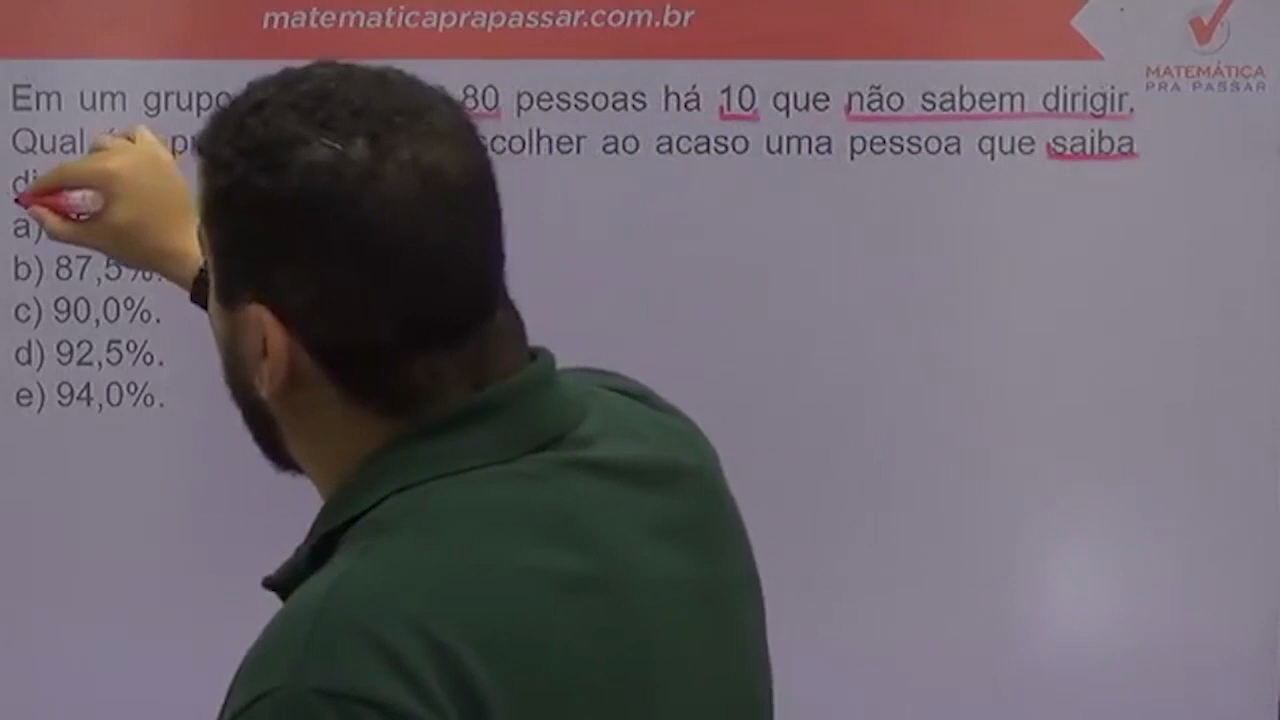 matematicaprapassar.com.br
MATEMÁTICA
PRA PASSAR
Em um grupo 80 pessoas há 10 que não sabem dirigir.
Qual ao acaso uma pessoa que saiba
a)
b) 87,5%.
c) 90,0%.
d) 92,5%.
e) 94,0%.